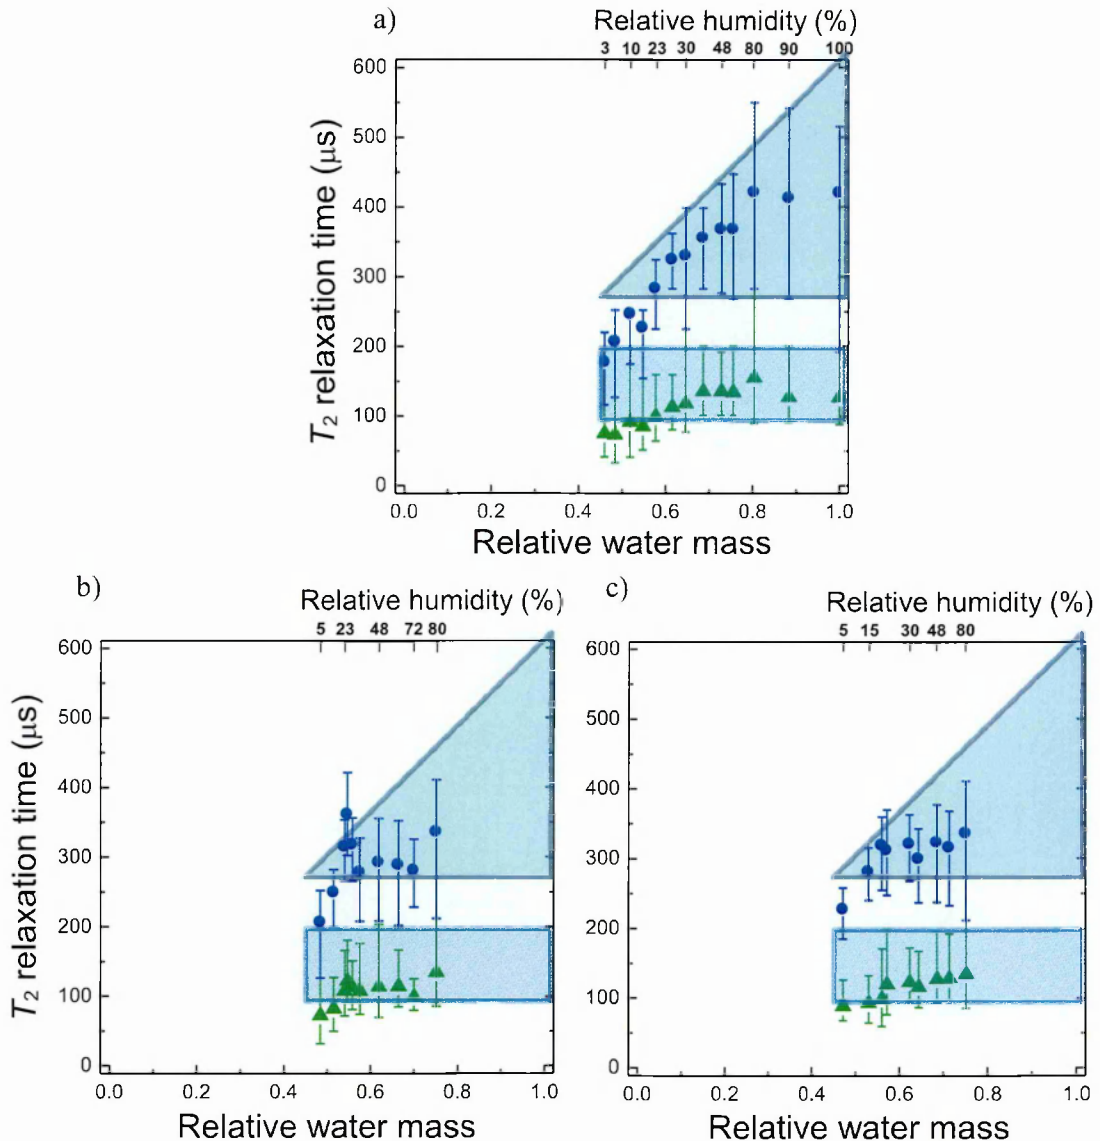 a)
Relative humidity (%)
3 10 23 30 48 80 90 100
600
500
400
300
200
100
0
T2 relaxation time (μs)
0.0 0.2 0.4 0.6 0.8 1.0
Relative water mass
b)
Relative humidity (%)
5 23 48 72 80
600
500
400
300
200
100
0
T2 relaxation time (μs)
0.0 0.2 0.4 0.6 0.8 1.0
Relative water mass
c)
Relative humidity (%)
5 15 30 48 80
600
500
400
300
200
100
0
0.0 0.2 0.4 0.6 0.8 1.0
Relative water mass